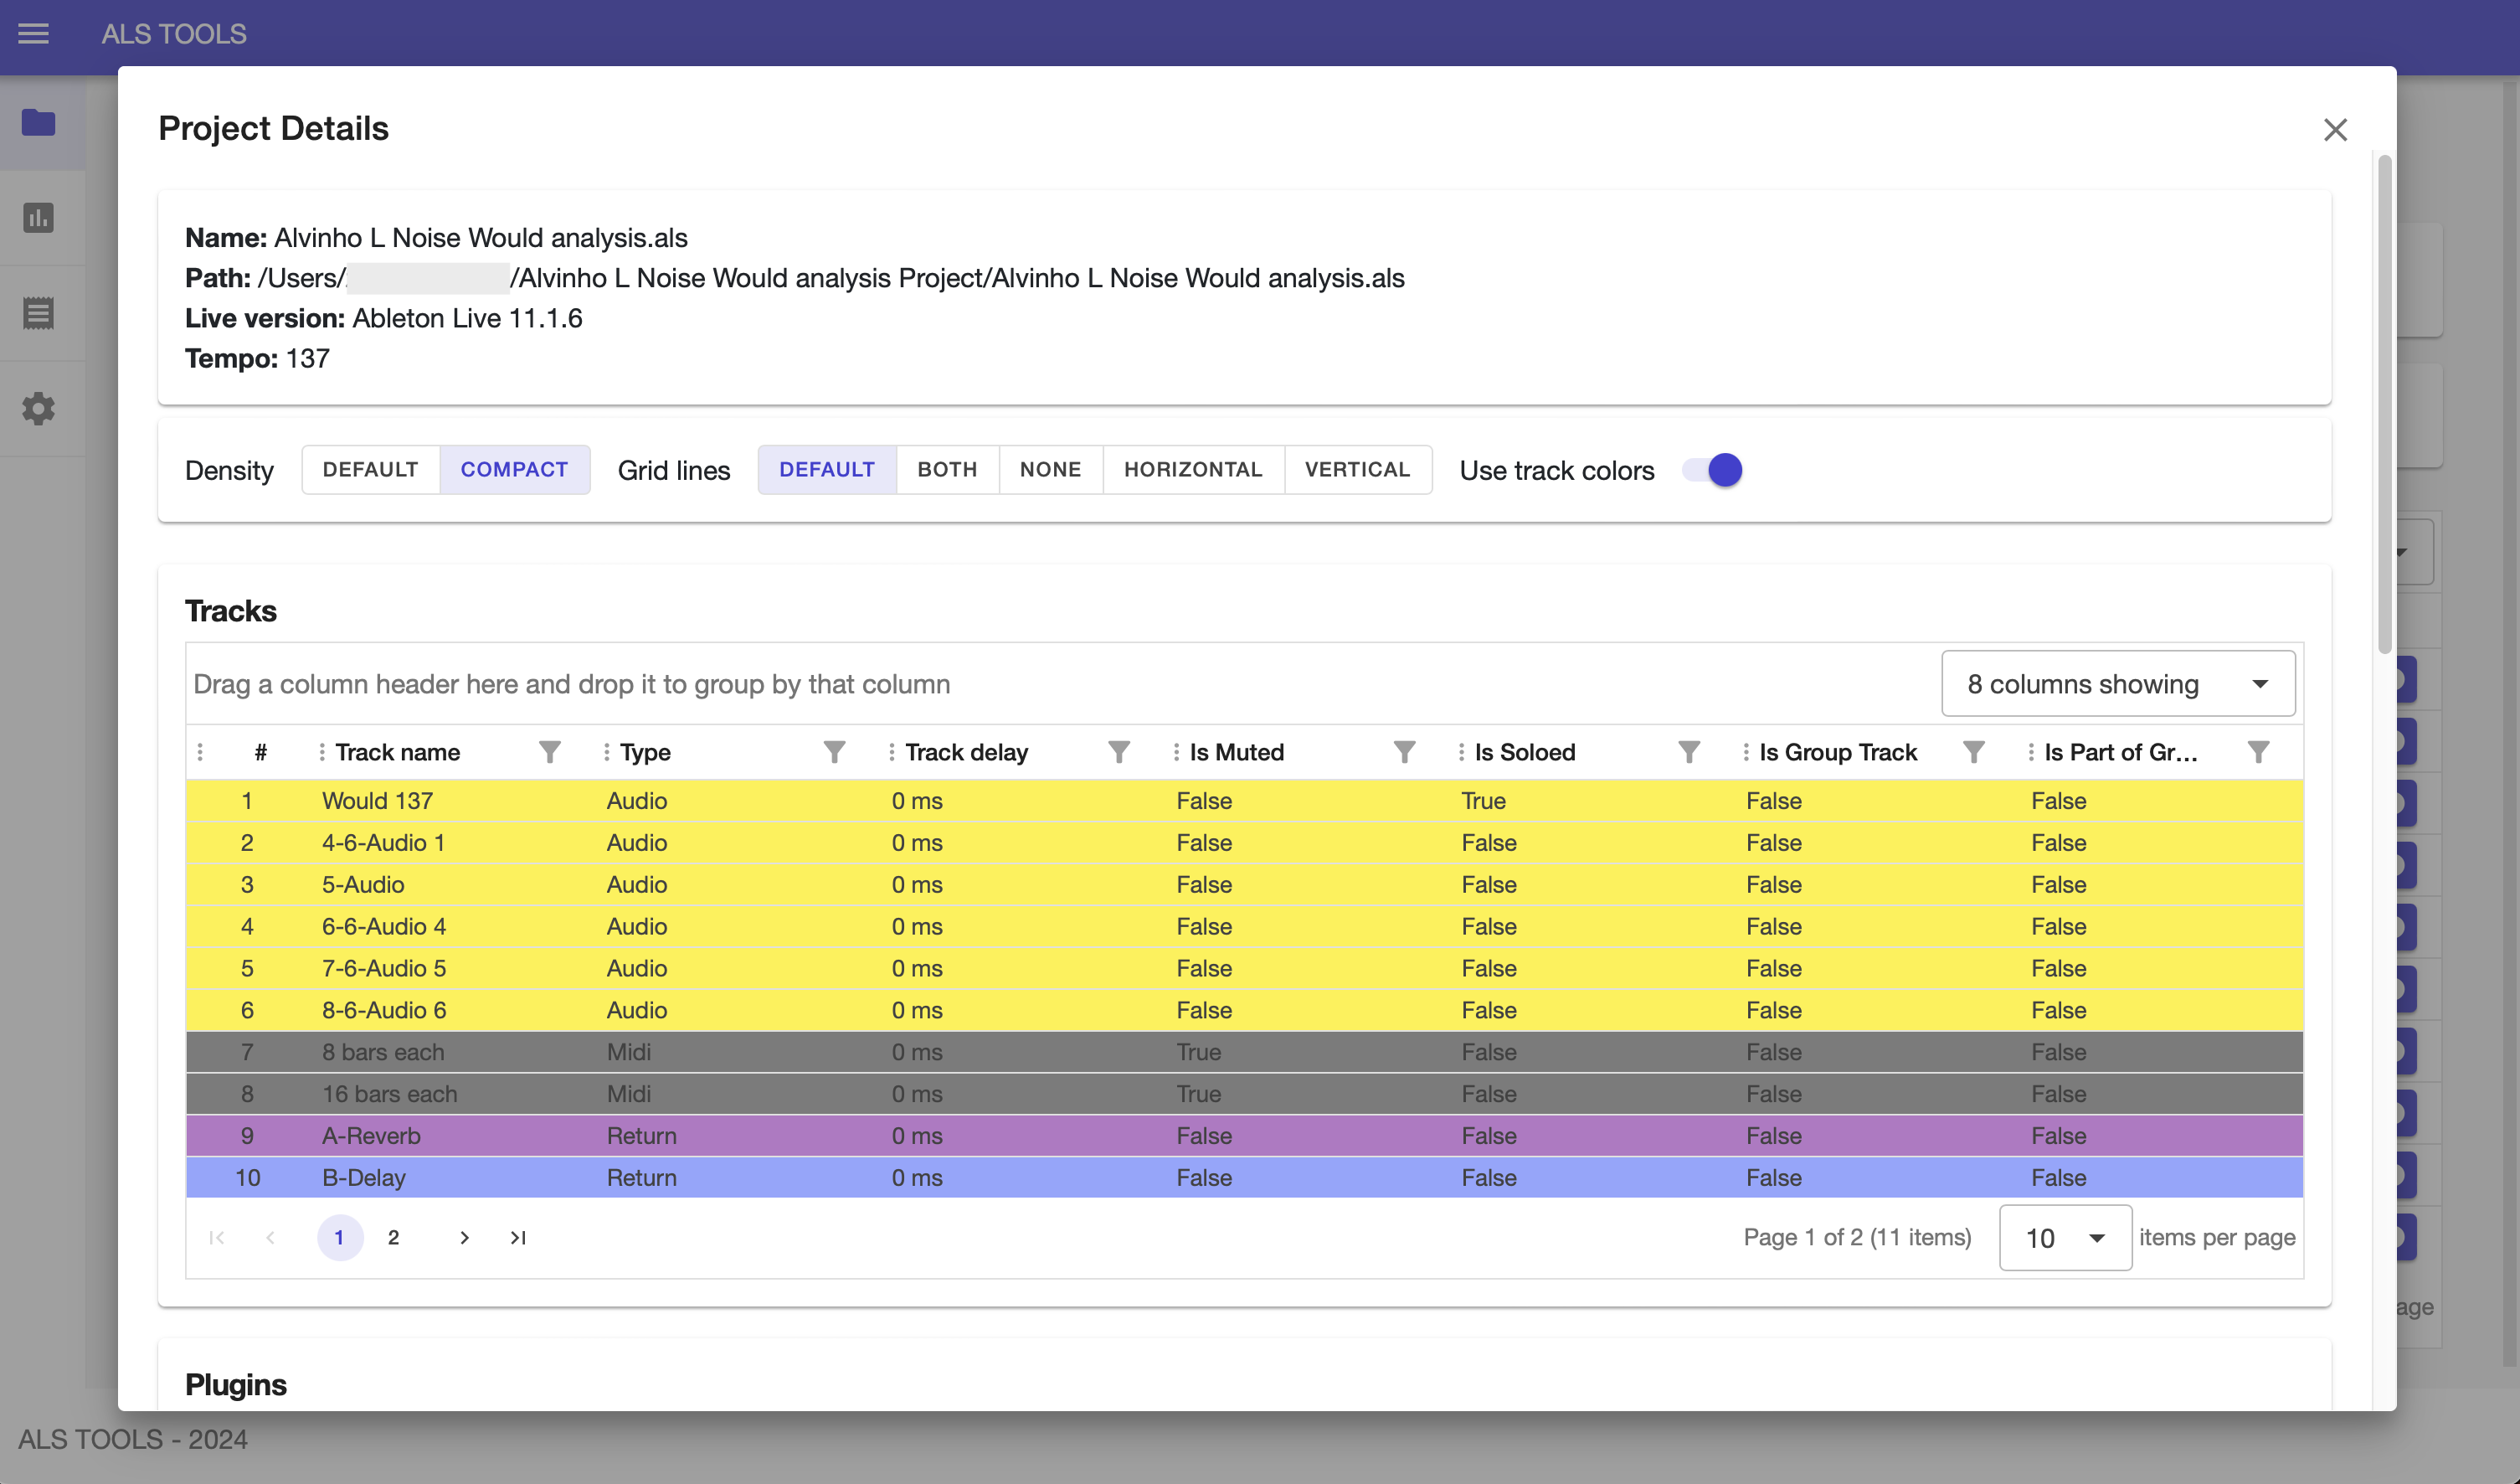 ALS TOOLS
Project Details
Name: Alvinho L Noise Would analysis.als
Path: /Users/ /Alvinho L Noise Would analysis Project/Alvinho L Noise Would analysis.als
Live version: Ableton Live 11.1.6
Tempo: 137
Density DEFAULT COMPACT Grid lines DEFAULT BOTH NONE HORIZONTAL VERTICAL Use track colors
Tracks
Drag a column header here and drop it to group by that column 8 columns showing
# Track name Type Track delay Is Muted Is Soloed Is Group Track Is Part of Gr...
1 Would 137 Audio 0 ms False True False False
2 4-6-Audio 1 Audio 0 ms False False False False
3 5-Audio Audio 0 ms False False False False
4 6-6-Audio 4 Audio 0 ms False False False False
5 7-6-Audio 5 Audio 0 ms False False False False
6 8-6-Audio 6 Audio 0 ms False False False False
7 8 bars each Midi 0 ms True False False False
8 16 bars each Midi 0 ms True False False False
9 A-Reverb Return 0 ms False False False False
10 B-Delay Return 0 ms False False False False
1 2 Page 1 of 2 (11 items) 10 items per page
age
Plugins
ALS TOOLS - 2024